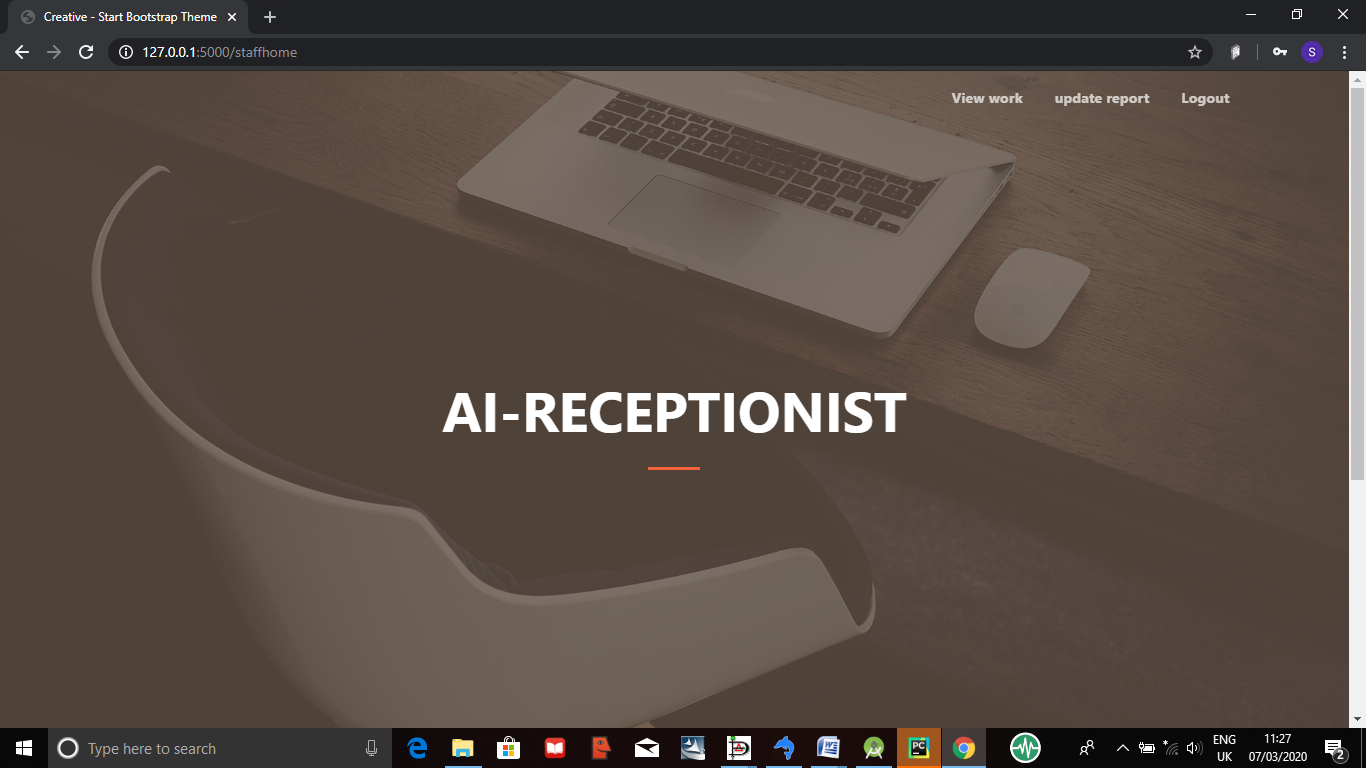 Creative - Start Bootstrap Theme
127.0.0.1:5000/staffhome
S
View work
update report
Logout
AI-RECEPTIONIST
Type here to search
W
PC
ENG
UK
11:27
07/03/2020
2